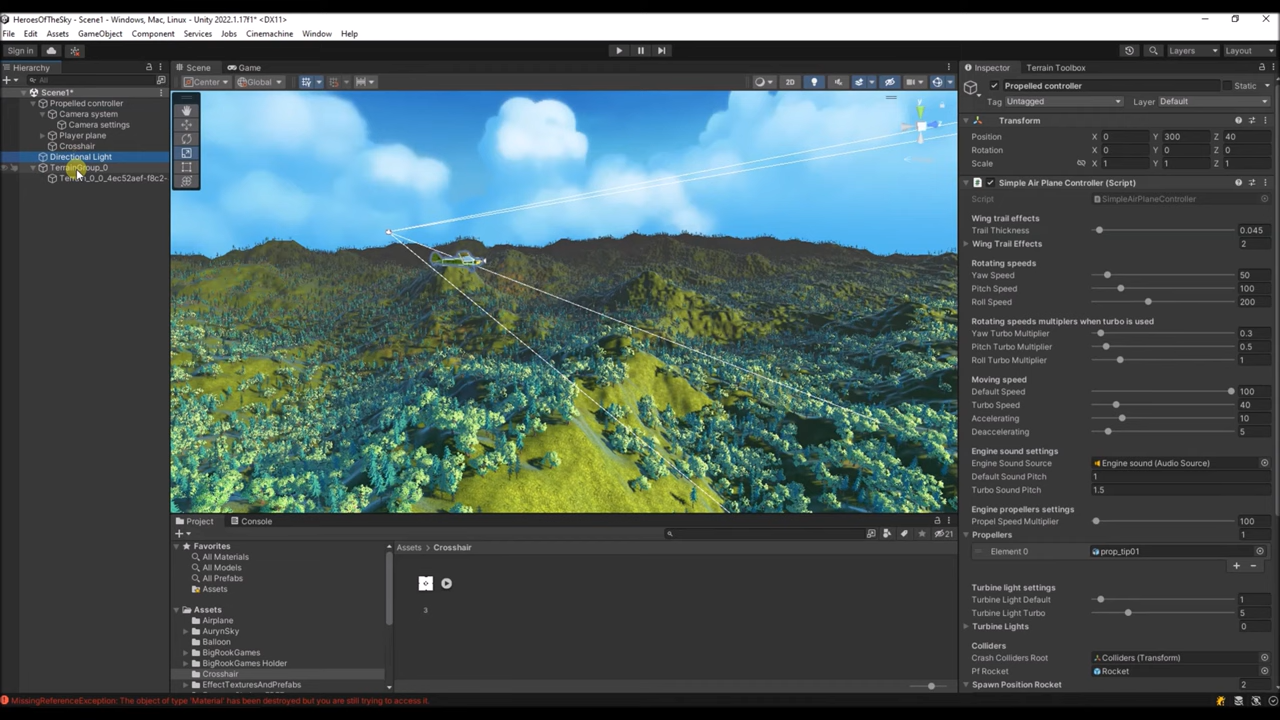 HeroesOfTheSky - Scene1 - Windows, Mac, Linux - Unity 2022.1.17f1* <DX11>
File Edit Assets GameObject Component Services Jobs Cinemachine Window Help
Sign in Layers Layout
Hierarchy
All
Scene1*
Propelled controller
Camera system
Camera settings
Player plane
Crosshair
Directional Light
TerrainGroup_0
Terrain_0_0_4ec52aef-f8c2-
Scene Game
Center Global 2D
Project Console
Favorites
All Materials
All Models
All Prefabs
Assets
Assets
Airplane
AurynSky
Balloon
BigRookGames
BigRookGames Holder
Crosshair
EffectTexturesAndPrefabs
Assets > Crosshair
3
21
Inspector Terrain Toolbox
Propelled controller Static
Tag Untagged Layer Default
Transform
Position X 0 Y 300 Z 40
Rotation X 0 Y 0 Z 0
Scale X 1 Y 1 Z 1
Simple Air Plane Controller (Script)
Script SimpleAirPlaneController
Wing trail effects
Trail Thickness 0.045
Wing Trail Effects 2
Rotating speeds
Yaw Speed 50
Pitch Speed 100
Roll Speed 200
Rotating speeds multipliers when turbo is used
Yaw Turbo Multiplier 0.3
Pitch Turbo Multiplier 0.5
Roll Turbo Multiplier 1
Moving speed
Default Speed 100
Turbo Speed 40
Accelerating 10
Deaccelerating 5
Engine sound settings
Engine Sound Source Engine sound (Audio Source)
Default Sound Pitch 1
Turbo Sound Pitch 1.5
Engine propellers settings
Propel Speed Multiplier 100
Propellers 1
Element 0 prop_tip01
Turbine light settings
Turbine Light Default 1
Turbine Light Turbo 5
Turbine Lights 0
Colliders
Crash Colliders Root Colliders (Transform)
Pf Rocket Rocket
Spawn Position Rocket 2
MissingReferenceException: The object of type 'Material' has been destroyed but you are still trying to access it.